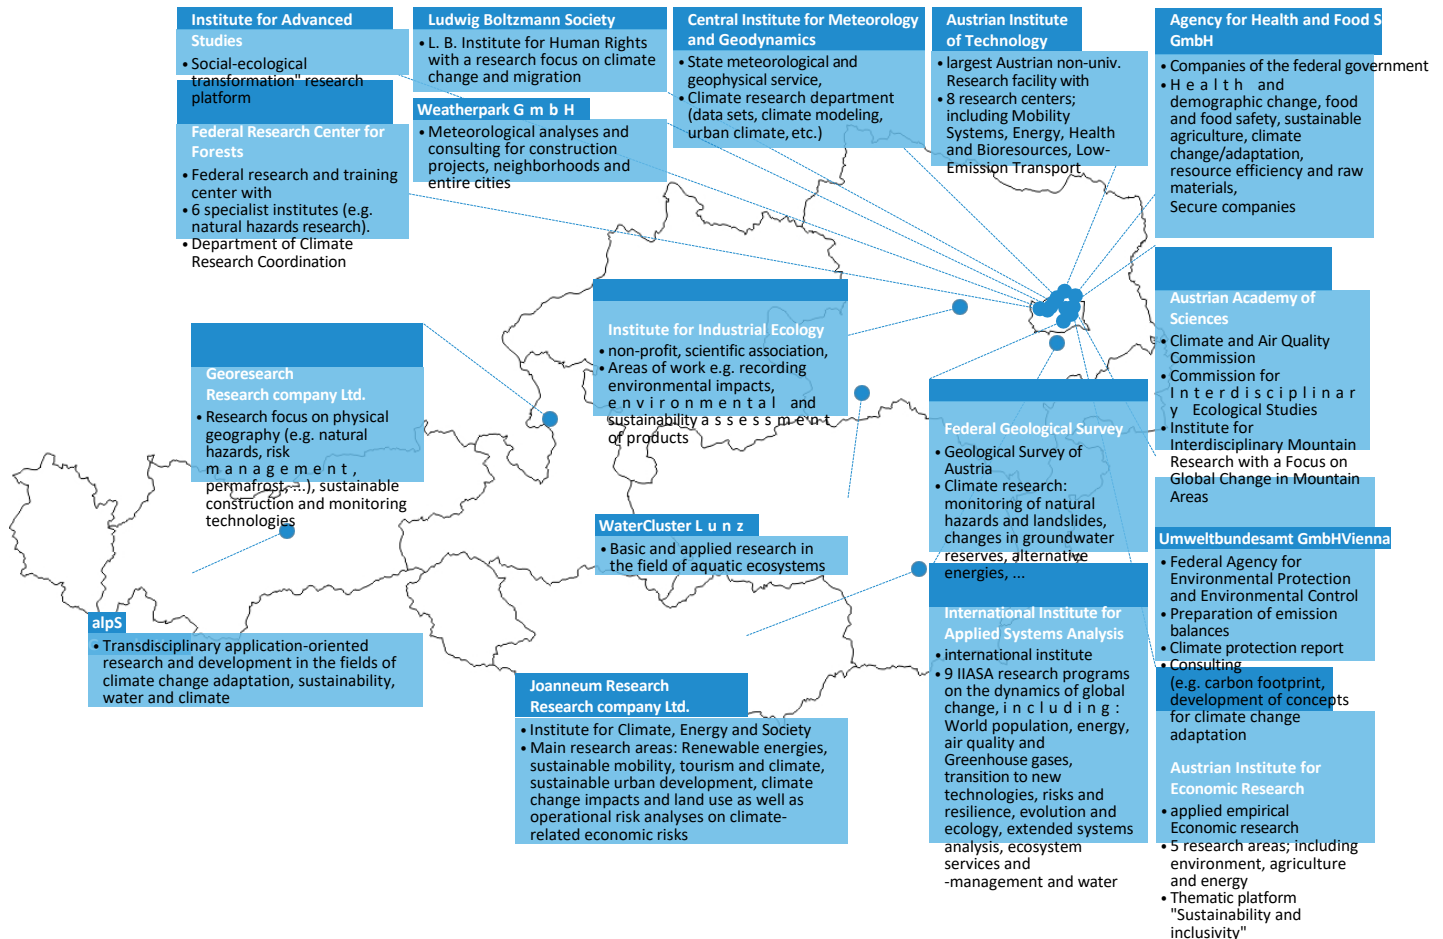 Institute for Advanced
Studies
• Social-ecological
transformation" research
platform
Federal Research Center for
Forests
• Federal research and training
center with
• 6 specialist institutes (e.g.
natural hazards research).
• Department of Climate
Research Coordination
Ludwig Boltzmann Society
• L. B. Institute for Human Rights
with a research focus on climate
change and migration
Weatherpark G m b H
• Meteorological analyses and
consulting for construction
projects, neighborhoods and
entire cities
Central Institute for Meteorology
and Geodynamics
• State meteorological and
geophysical service,
• Climate research department
(data sets, climate modeling,
urban climate, etc.)
Austrian Institute
of Technology
• largest Austrian non-univ.
Research facility with
• 8 research centers;
including Mobility
Systems, Energy, Health
and Bioresources, Low-
Emission Transport
Agency for Health and Food S
GmbH
• Companies of the federal government
• H e a l t h and
demographic change, food
and food safety, sustainable
agriculture, climate
change/adaptation,
resource efficiency and raw
materials,
Secure companies
Georesearch
Research company Ltd.
• Research focus on physical
geography (e.g. natural
hazards, risk
m a n a g e m e n t ,
permafrost, ...), sustainable
construction and monitoring
technologies
Institute for Industrial Ecology
• non-profit, scientific association,
• Areas of work e.g. recording
environmental impacts,
e n v i r o n m e n t a l and
sustainability a s s e s s m e n t
of products
Austrian Academy of
Sciences
• Climate and Air Quality
Commission
• Commission for
I n t e r d i s c i p l i n a r
y Ecological Studies
• Institute for
Interdisciplinary Mountain
Research with a Focus on
Global Change in Mountain
Areas
Federal Geological Survey
• Geological Survey of
Austria
• Climate research:
monitoring of natural
hazards and landslides,
changes in groundwater
reserves, alternative
energies, ...
WaterCluster L u n z
• Basic and applied research in
the field of aquatic ecosystems
Umweltbundesamt GmbHVienna
• Federal Agency for
Environmental Protection
and Environmental Control
• Preparation of emission
balances
• Climate protection report
• Consulting
(e.g. carbon footprint,
development of concepts
for climate change
adaptation
alpS
• Transdisciplinary application-oriented
research and development in the fields of
climate change adaptation, sustainability,
water and climate
Joanneum Research
Research company Ltd.
• Institute for Climate, Energy and Society
• Main research areas: Renewable energies,
sustainable mobility, tourism and climate,
sustainable urban development, climate
change impacts and land use as well as
operational risk analyses on climate-
related economic risks
International Institute for
Applied Systems Analysis
• international institute
• 9 IIASA research programs
on the dynamics of global
change, i n c l u d i n g :
World population, energy,
air quality and
Greenhouse gases,
transition to new
technologies, risks and
resilience, evolution and
ecology, extended systems
analysis, ecosystem
services and
-management and water
Austrian Institute for
Economic Research
• applied empirical
Economic research
• 5 research areas; including
environment, agriculture
and energy
• Thematic platform
"Sustainability and
inclusivity"